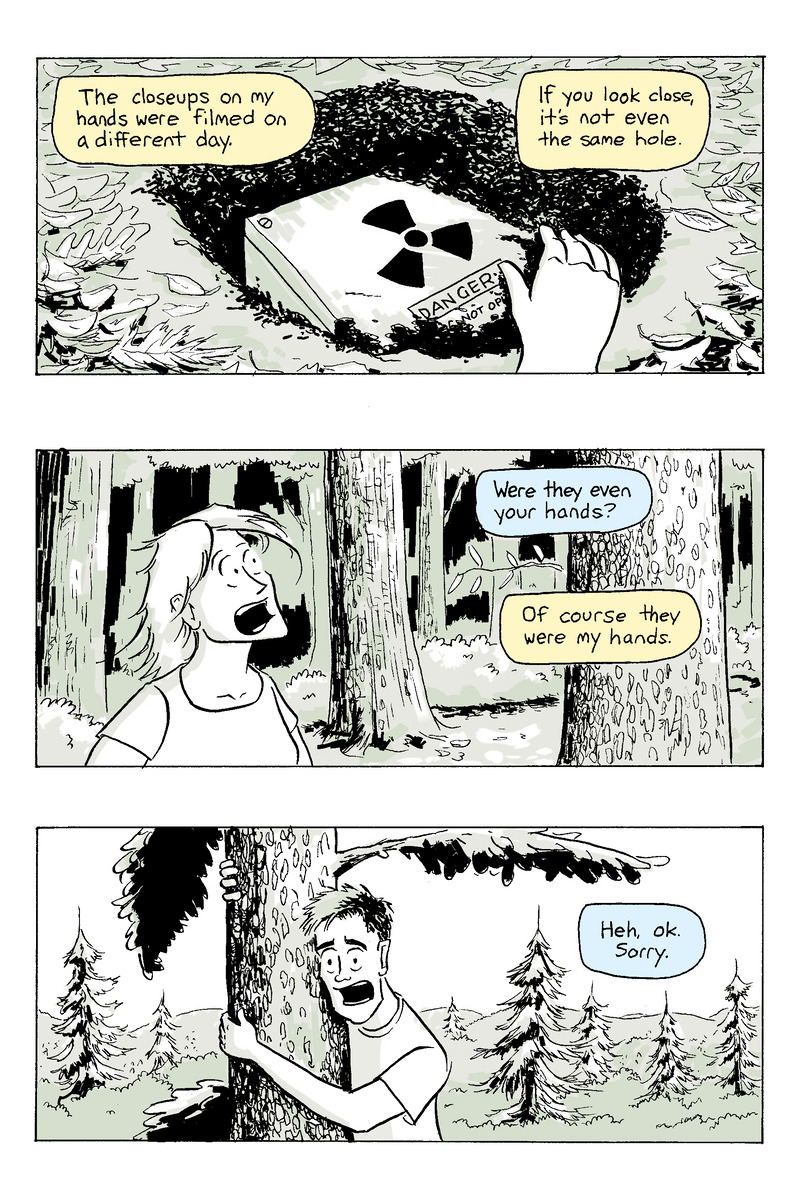 The closeups on my
hands were filmed on
a different day.
If you look close,
it's not even
the same hole.
DANGER
NOT OP
Were they even
your hands?
Of course they
were my hands.
Heh, ok.
Sorry.